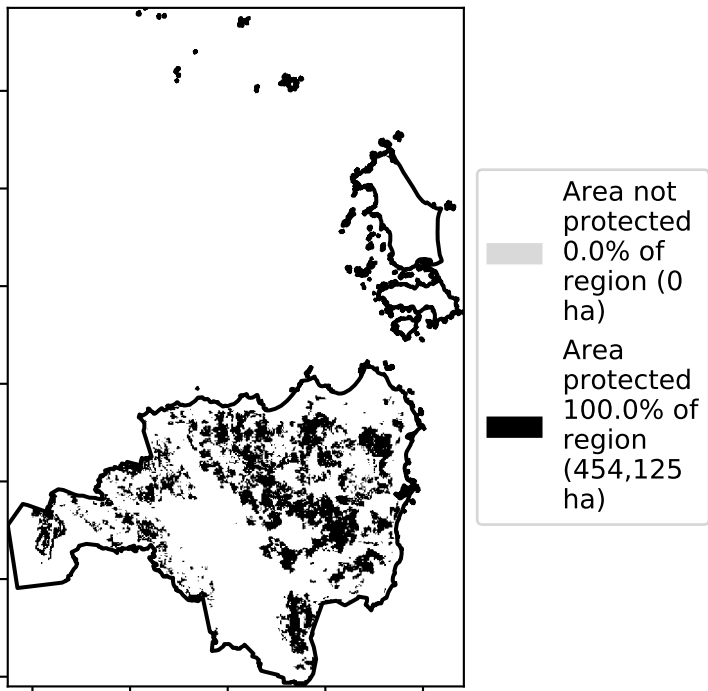 Area not
protected
0.0% of
region (0
ha)
Area
protected
100.0% of
region
(454,125
ha)